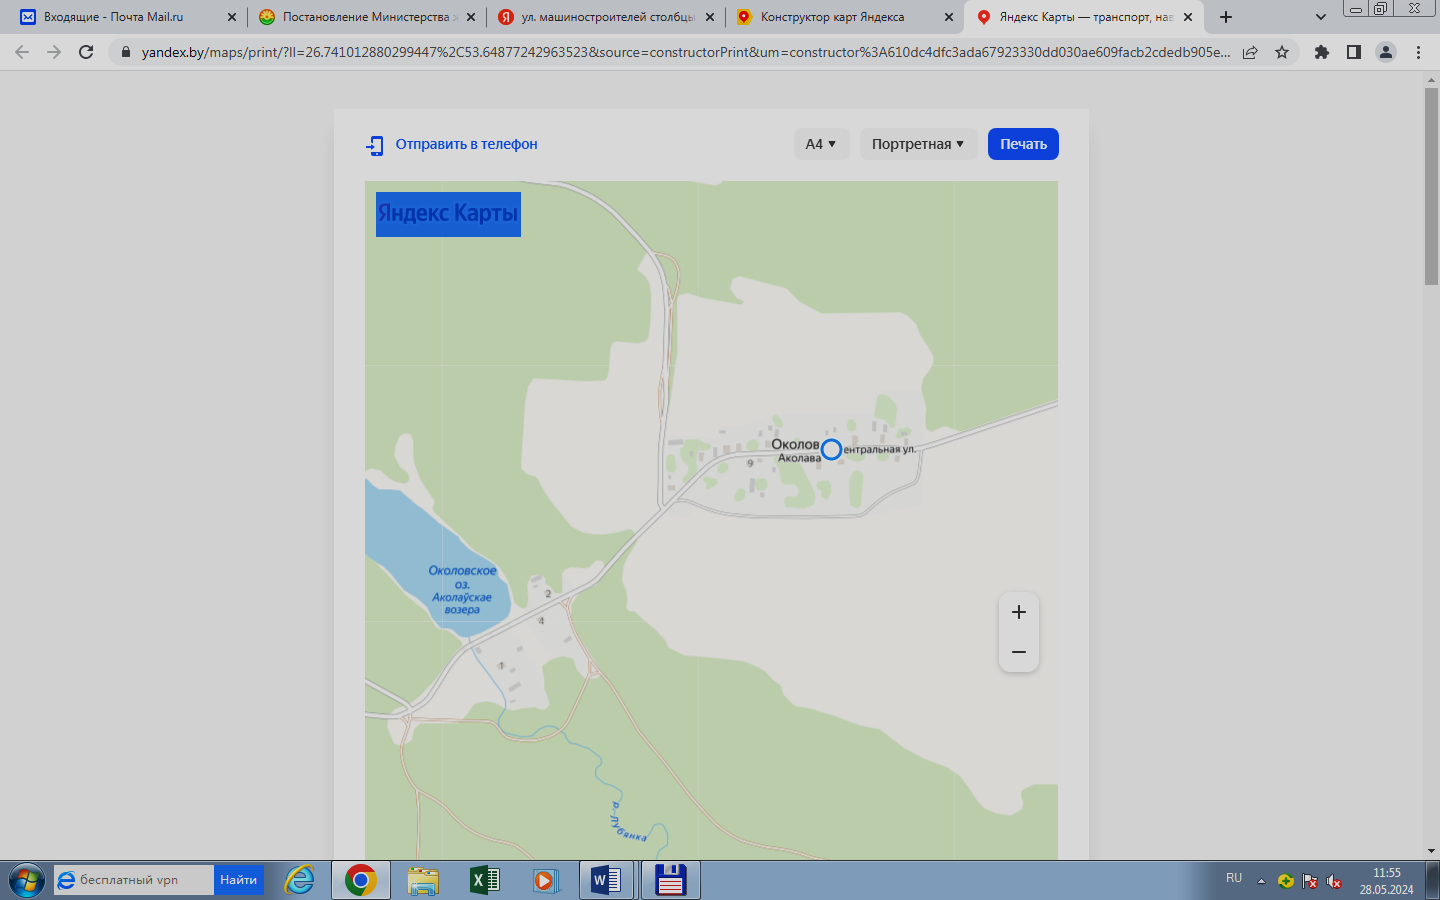 Входящие - Почта Mail.ru
Постановление Министерства
ул. машиностроителей столбцы
Конструктор карт Яндекса
Яндекс Карты — транспорт, нав
yandex.by/maps/print/?ll=26.741012880299447%2C53.64877242963523&source=constructorPrint&um=constructor%3A610dc4dfc3ada67923330dd030ae609facb2cdedb905e...
Отправить в телефон
A4
Портретная
Печать
Яндекс Карты
Околов
Аколава
ентральная ул.
9
Околовское
оз.
Аколаўскае
возера
2
4
1
р. Лубянка
бесплатный vpn
Найти
RU
11:55
28.05.2024